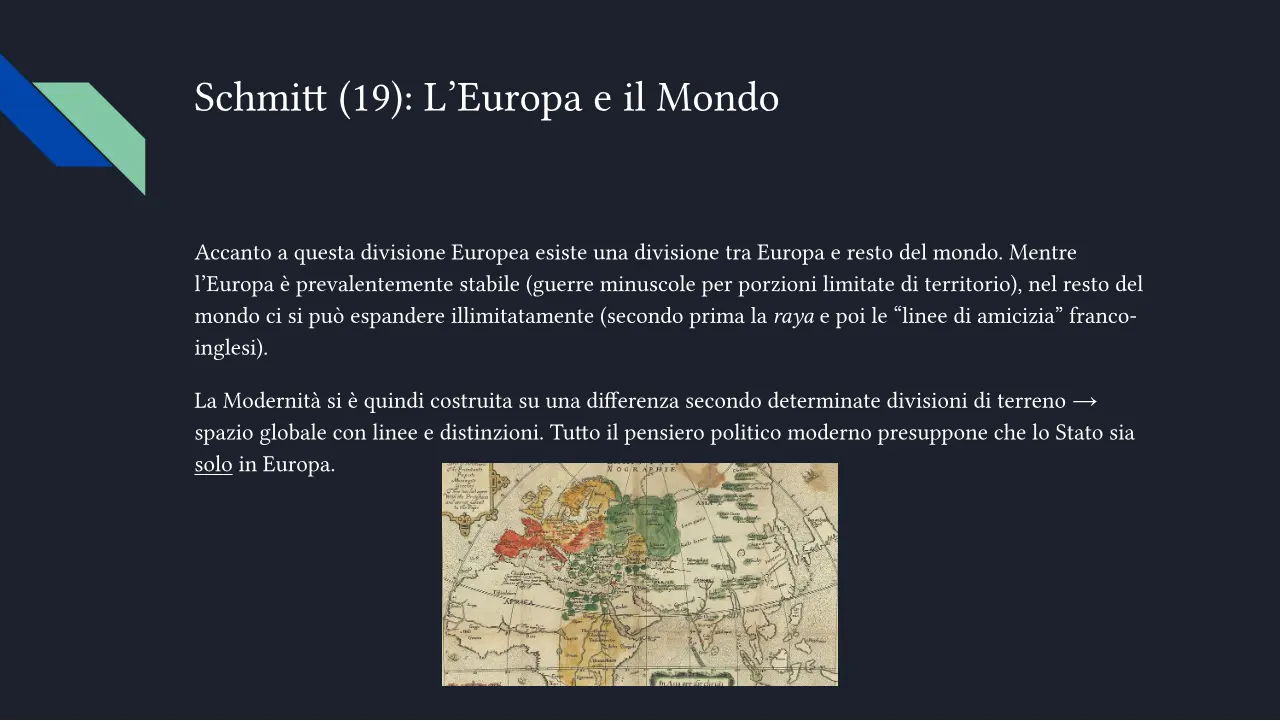 Schmitt (19): L’Europa e il Mondo
Accanto a questa divisione Europea esiste una divisione tra Europa e resto del mondo. Mentre
l’Europa è prevalentemente stabile (guerre minuscole per porzioni limitate di territorio), nel resto del
mondo ci si può espandere illimitatamente (secondo prima la raya e poi le “linee di amicizia” franco-
inglesi).
La Modernità si è quindi costruita su una differenza secondo determinate divisioni di terreno →
spazio globale con linee e distinzioni. Tutto il pensiero politico moderno presuppone che lo Stato sia
solo in Europa.
NOGRAPHIE
AFRICA